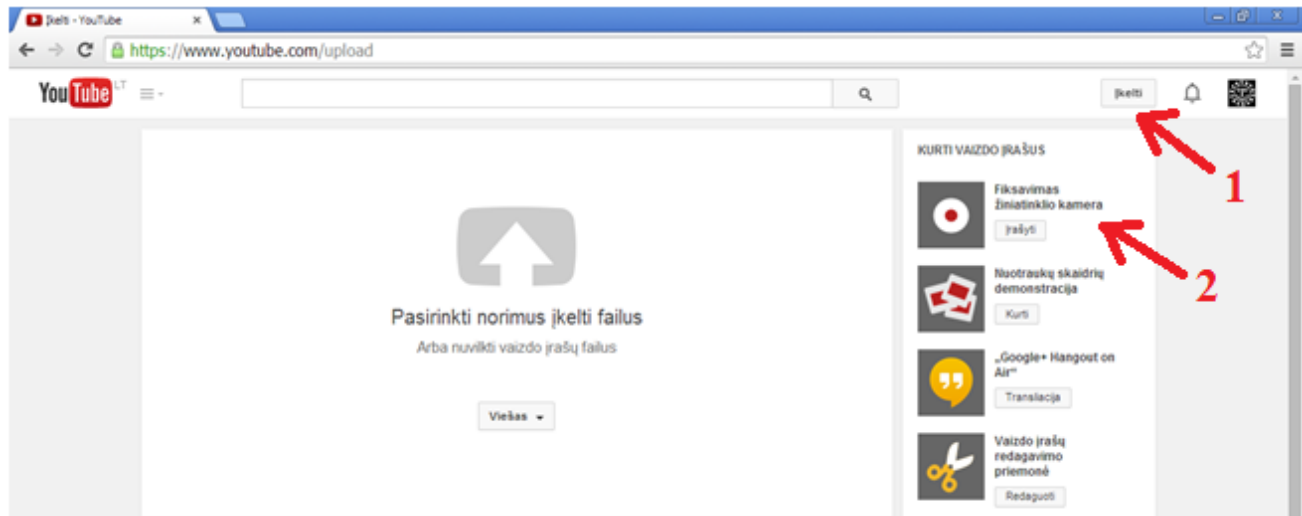 Įkelti - YouTube
https://www.youtube.com/upload
YouTube LT
Įkelti
1
KURTI VAIZDO ĮRAŠUS
Fiksavimas
žiniatinklio kamera
Įrašyti
2
Nuotraukų skaidrių
demonstracija
Kurti
„Google+ Hangout on
Air“
Translacija
Vaizdo įrašų
redagavimo
priemonė
Redaguoti
Pasirinkti norimus įkelti failus
Arba nuvilkti vaizdo įrašų failus
Viešas